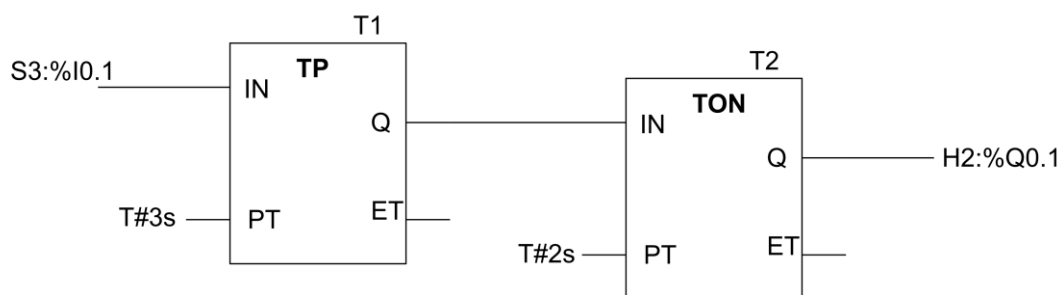 T1
TP
S3:%I0.1
IN
Q
T#3s
PT
ET
T2
TON
IN
Q
H2:%Q0.1
T#2s
PT
ET